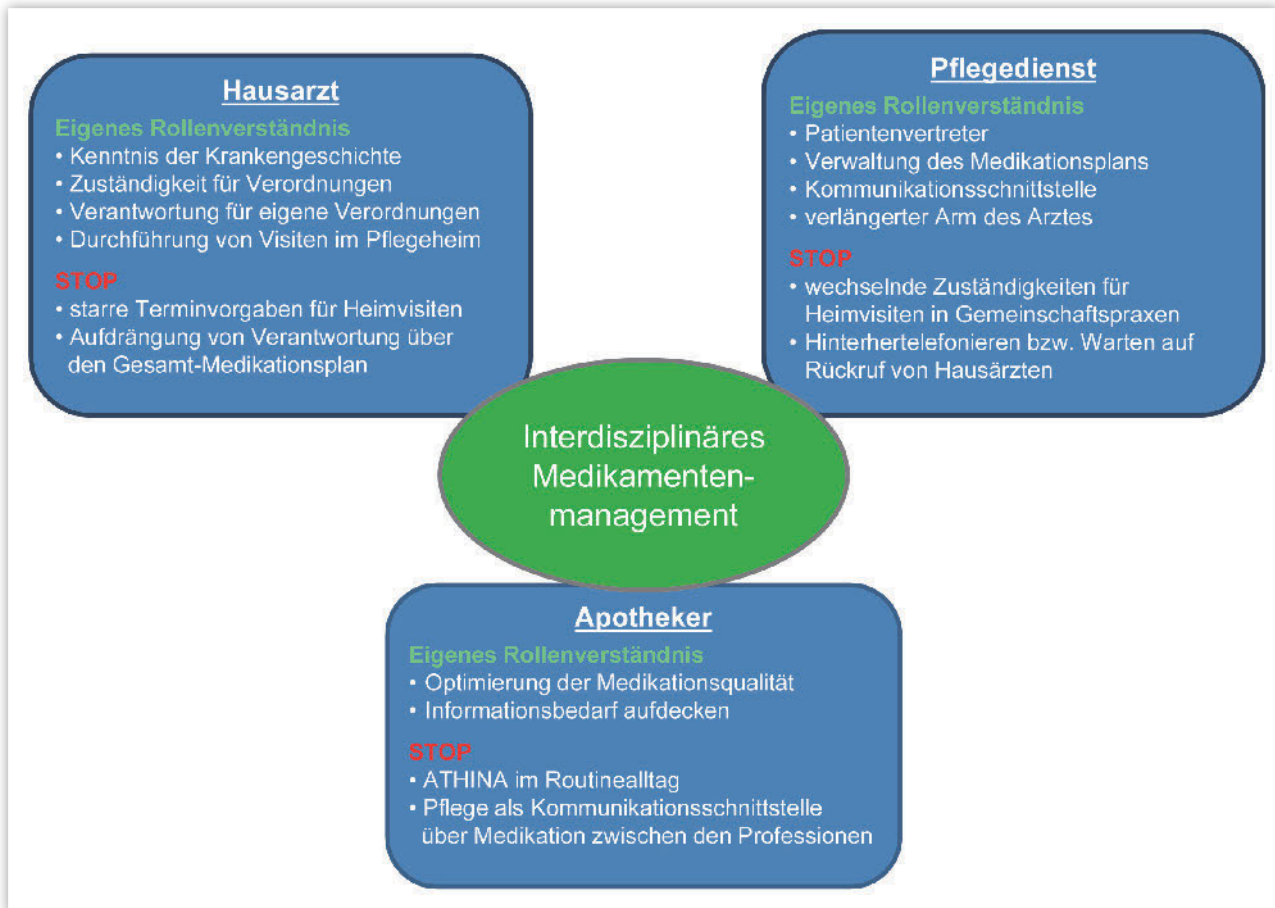 Hausarzt
Eigenes Rollenverständnis
• Kenntnis der Krankengeschichte
• Zuständigkeit für Verordnungen
• Verantwortung für eigene Verordnungen
• Durchführung von Visiten im Pflegeheim
STOP
• starre Terminvorgaben für Heimvisiten
• Aufdrängung von Verantwortung über
den Gesamt-Medikationsplan
Pflegedienst
Eigenes Rollenverständnis
• Patientenvertreter
• Verwaltung des Medikationsplans
• Kommunikationsschnittstelle
• verlängerter Arm des Arztes
STOP
• wechselnde Zuständigkeiten für
Heimvisiten in Gemeinschaftspraxen
• Hinterhertelefonieren bzw. Warten auf
Rückruf von Hausärzten
Interdisziplinäres
Medikamenten-
management
Apotheker
Eigenes Rollenverständnis
• Optimierung der Medikationsqualität
• Informationsbedarf aufdecken
STOP
• ATHINA im Routinealltag
• Pflege als Kommunikationsschnittstelle
über Medikation zwischen den Professionen